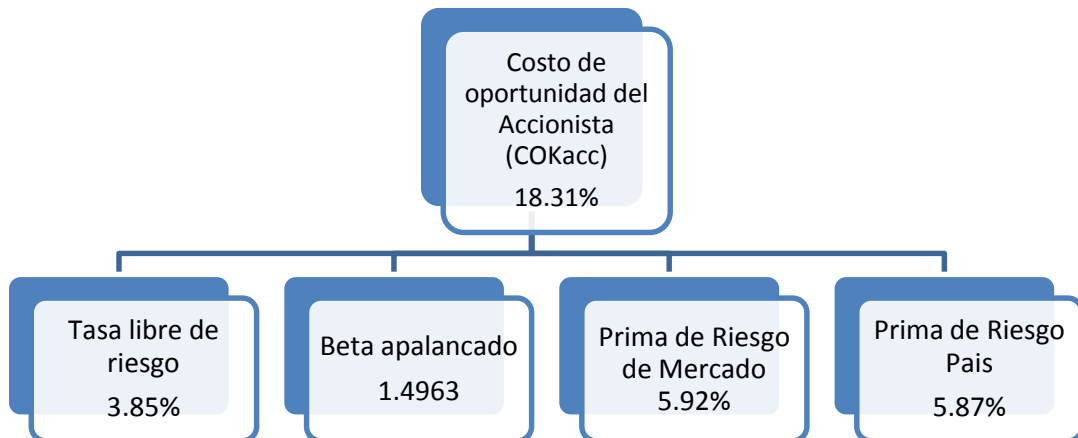 Costo de
oportunidad del
Accionista
(COKacc)
18.31%
Tasa libre de
riesgo
3.85%
Beta apalancado
1.4963
Prima de Riesgo
de Mercado
5.92%
Prima de Riesgo
Pais
5.87%